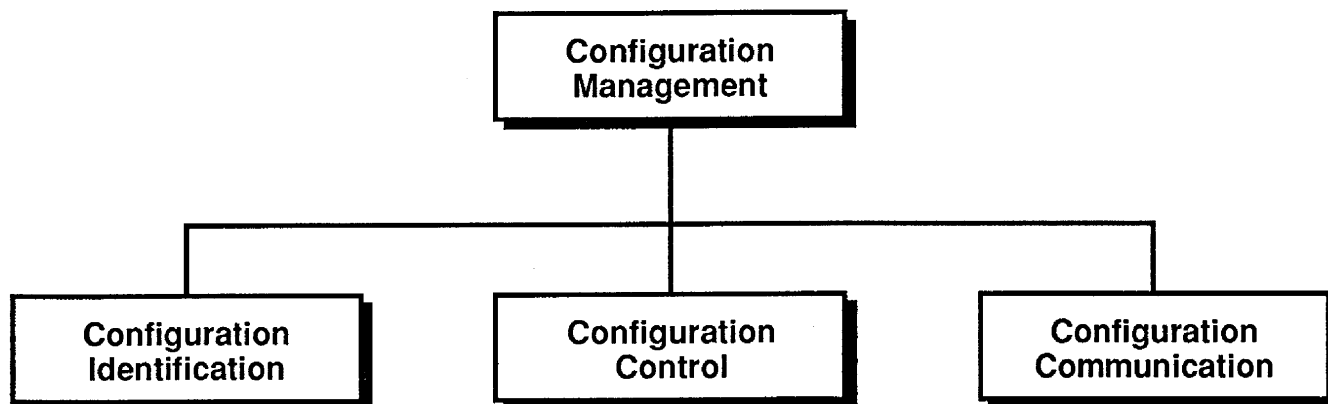 Configuration
Management
Configuration
Identification
Configuration
Control
Configuration
Communication